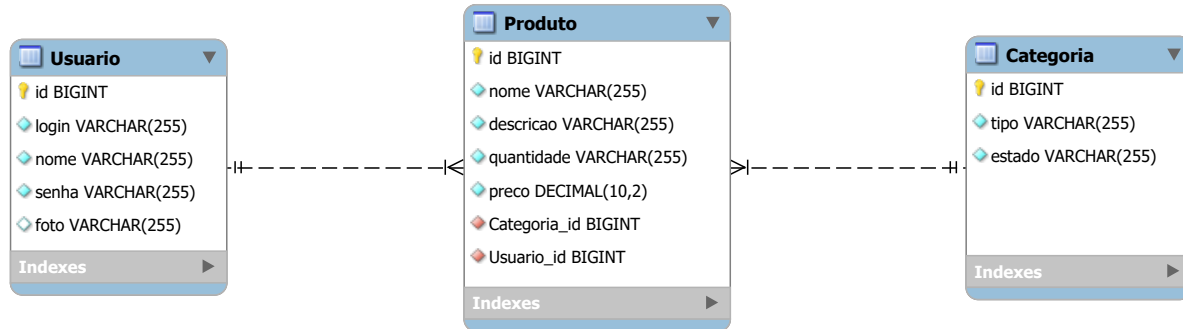 Usuario
id BIGINT
login VARCHAR(255)
nome VARCHAR(255)
senha VARCHAR(255)
foto VARCHAR(255)
Indexes
Produto
id BIGINT
nome VARCHAR(255)
descricao VARCHAR(255)
quantidade VARCHAR(255)
preco DECIMAL(10,2)
Categoria_id BIGINT
Usuario_id BIGINT
Indexes
Categoria
id BIGINT
tipo VARCHAR(255)
estado VARCHAR(255)
Indexes